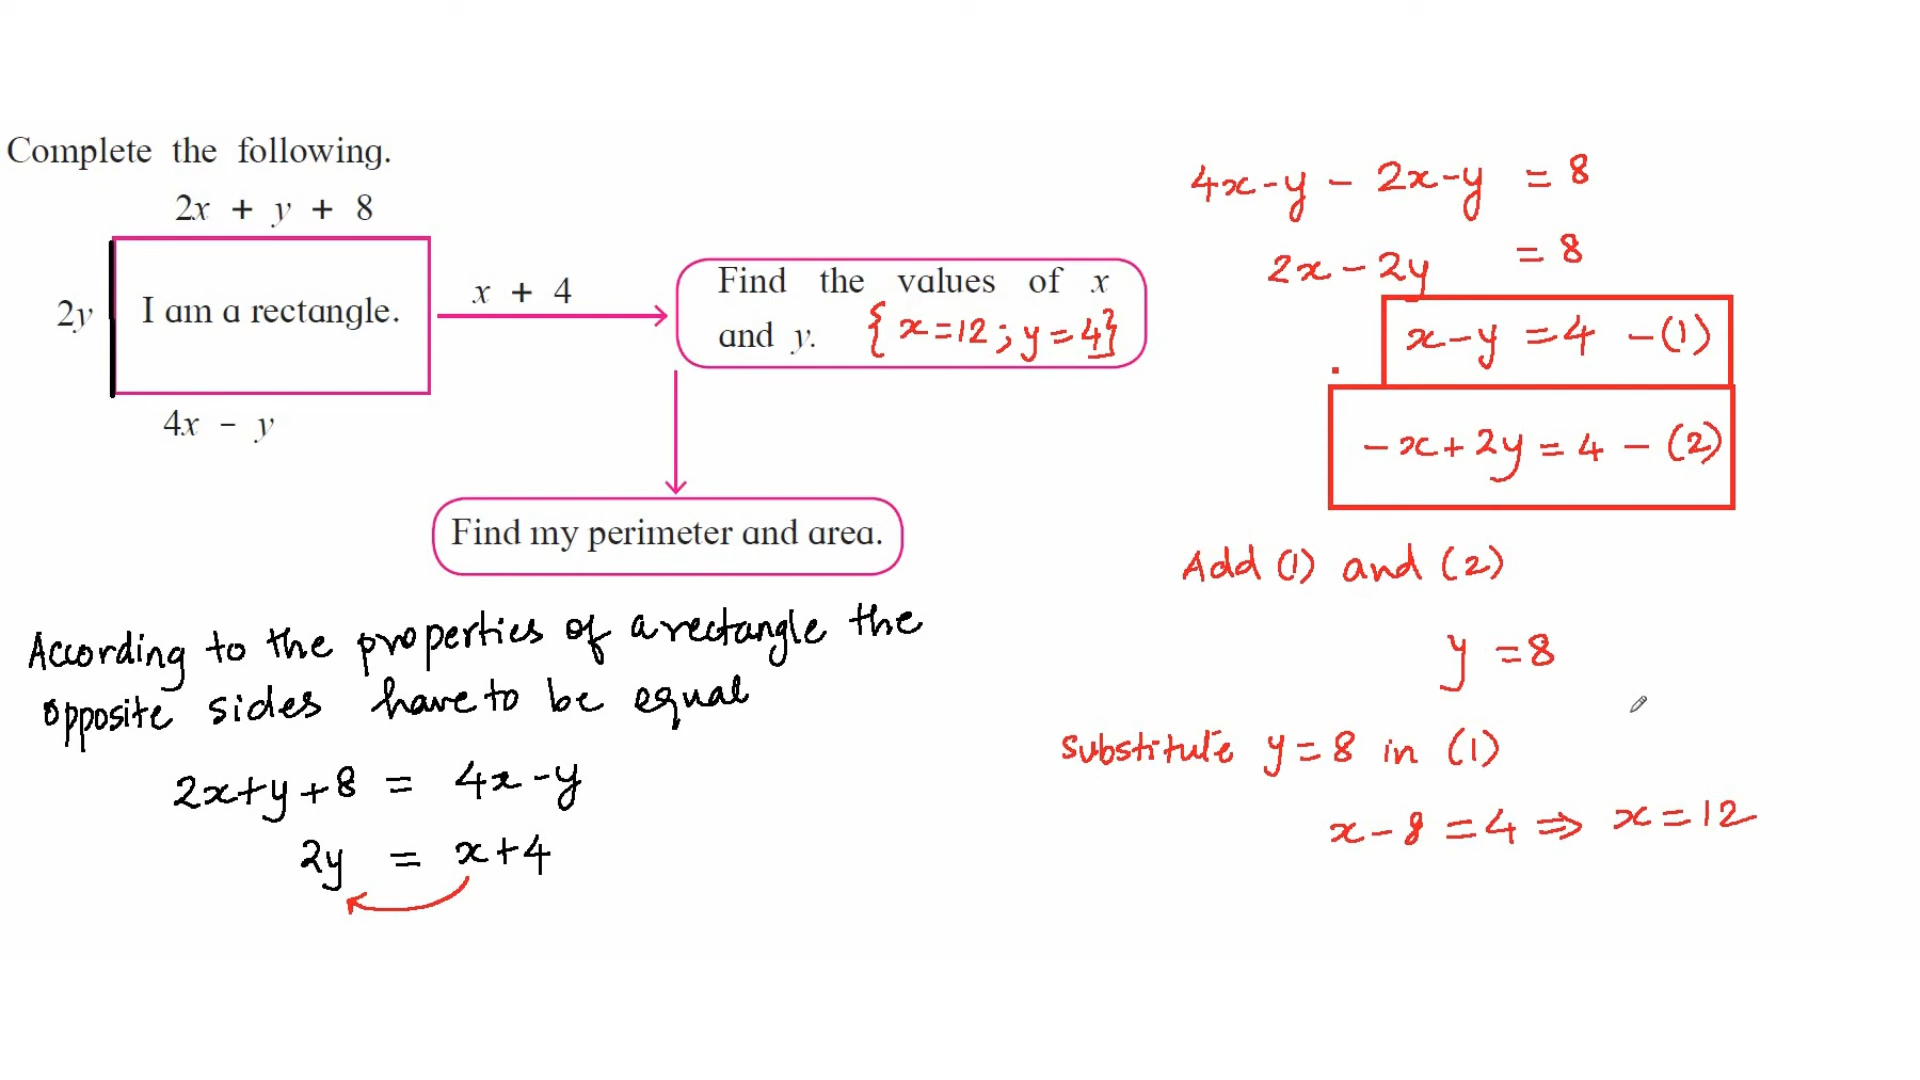 Complete the following.
2x + y + 8
2y
I am a rectangle.
x + 4
4x - y
Find the values of x
and y. { x=12 ; y=4}
Find my perimeter and area.
According to the properties of a rectangle the
opposite sides have to be equal
2x+y+8 = 4x-y
2y = x+4
4x-y - 2x-y = 8
2x-2y = 8
x-y = 4 -(1)
-x+2y = 4 - (2)
Add (1) and (2)
y = 8
Substitute y=8 in (1)
x-8 = 4 ⇒ x=12